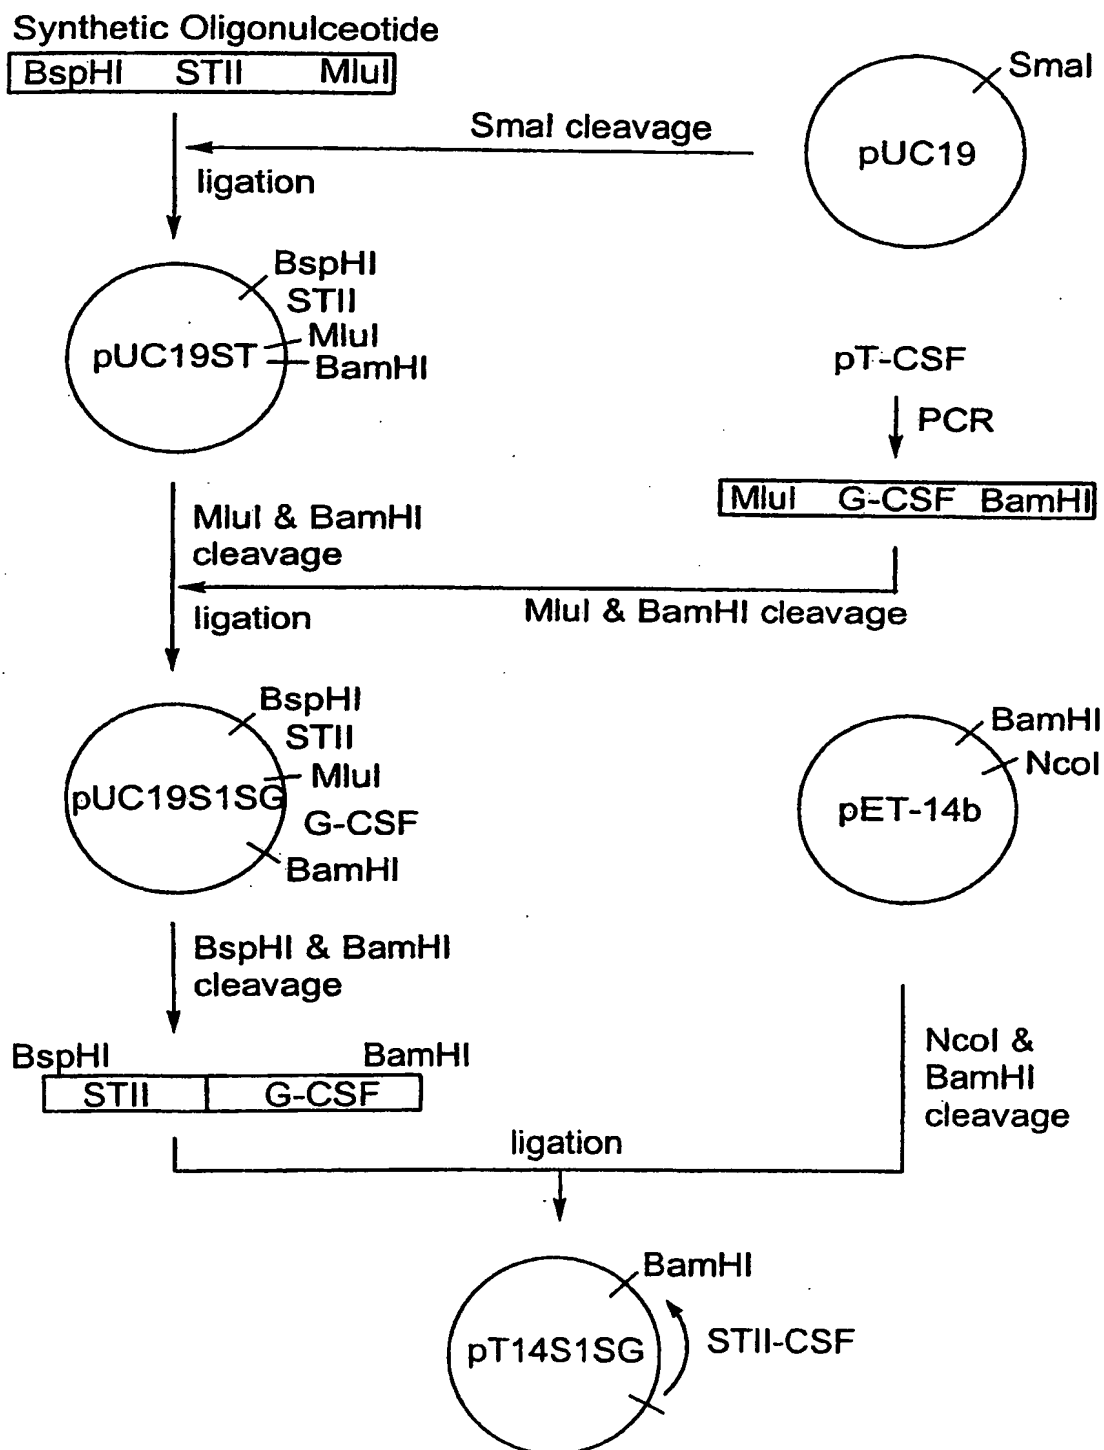 Synthetic Oligonulceotide
BspHI STII MluI
SmaI
pUC19
SmaI cleavage
ligation
BspHI
STII
MluI
BamHI
pUC19ST
pT-CSF
PCR
MluI G-CSF BamHI
MluI & BamHI
cleavage
MluI & BamHI cleavage
ligation
BspHI
STII
MluI
pUC19S1SG
G-CSF
BamHI
BamHI
NcoI
pET-14b
BspHI & BamHI
cleavage
BspHI BamHI
STII G-CSF
NcoI &
BamHI
cleavage
ligation
BamHI
pT14S1SG
STII-CSF